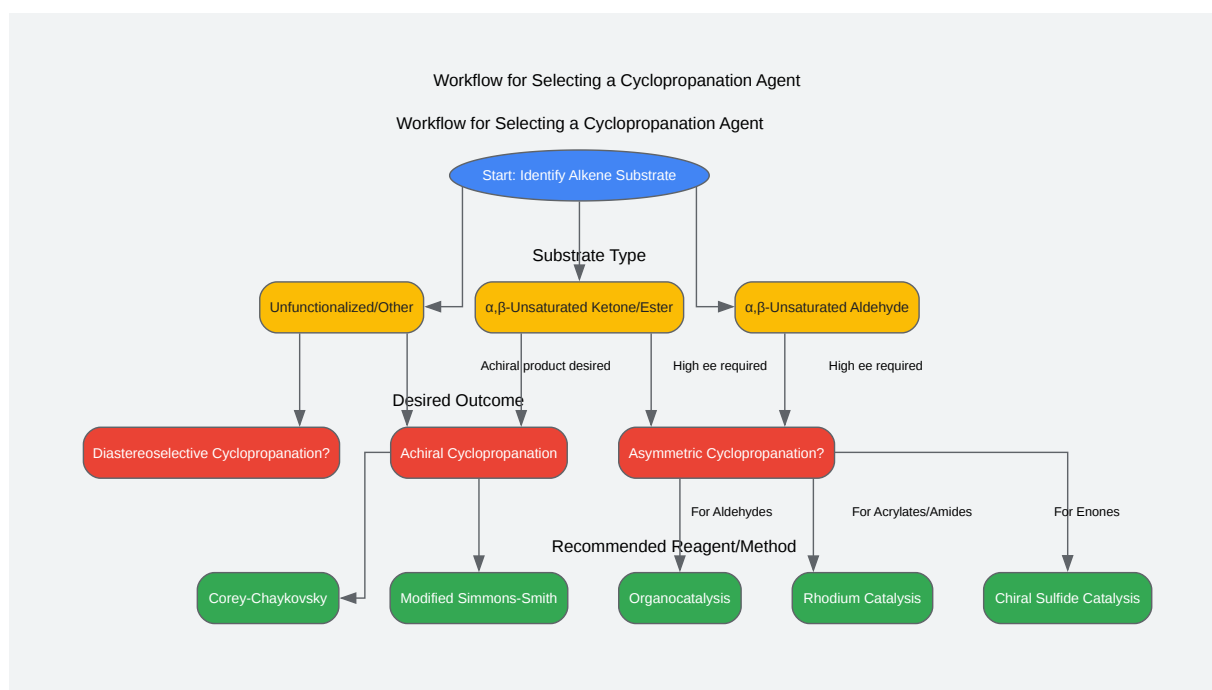 Workflow for Selecting a Cyclopropanation Agent
Workflow for Selecting a Cyclopropanation Agent
Start: Identify Alkene Substrate
Substrate Type
Unfunctionalized/Other
α,β-Unsaturated Ketone/Ester
α,β-Unsaturated Aldehyde
Achiral product desired
High ee required
High ee required
Desired Outcome
Diastereoselective Cyclopropanation?
Achiral Cyclopropanation
Asymmetric Cyclopropanation?
For Aldehydes
For Acrylates/Amides
For Enones
Recommended Reagent/Method
Corey-Chaykovsky
Modified Simmons-Smith
Organocatalysis
Rhodium Catalysis
Chiral Sulfide Catalysis